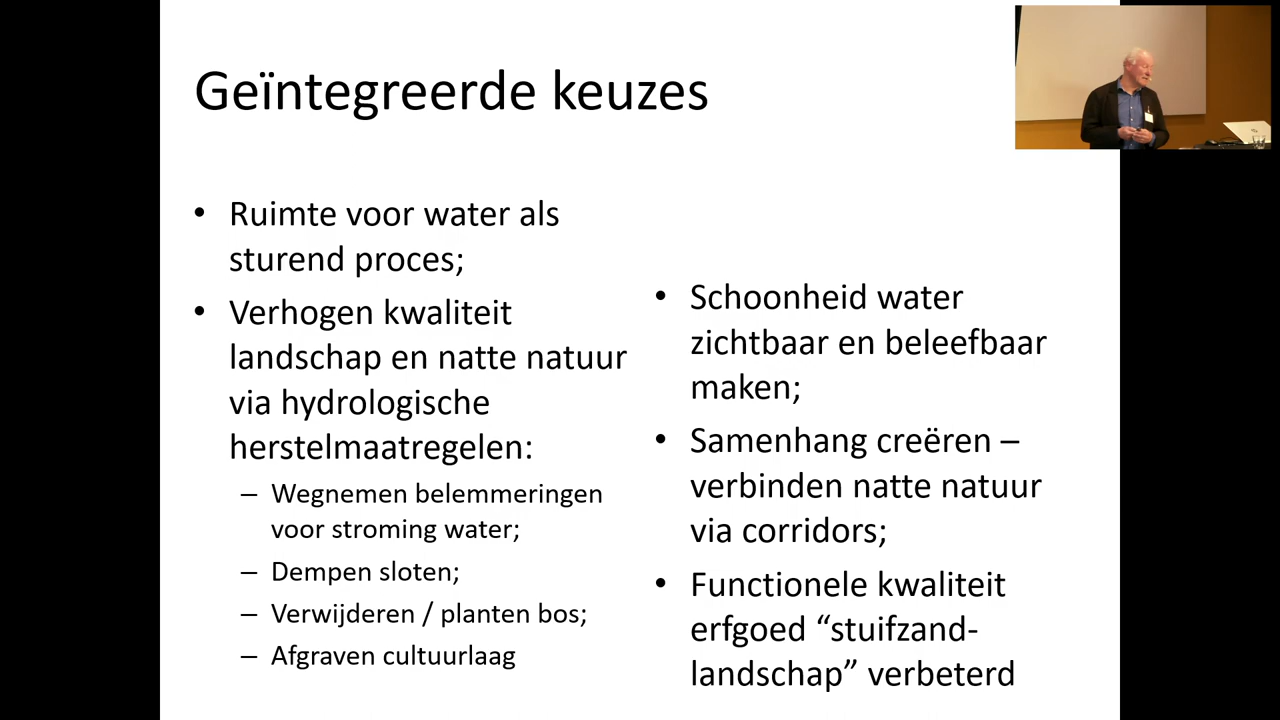 Geïntegreerde keuzes
• Ruimte voor water als
sturend proces;
• Verhogen kwaliteit
landschap en natte natuur
via hydrologische
herstelmaatregelen:
– Wegnemen belemmeringen
voor stroming water;
– Dempen sloten;
– Verwijderen / planten bos;
– Afgraven cultuurlaag
• Schoonheid water
zichtbaar en beleefbaar
maken;
• Samenhang creëren –
verbinden natte natuur
via corridors;
• Functionele kwaliteit
erfgoed “stuifzand-
landschap” verbeterd